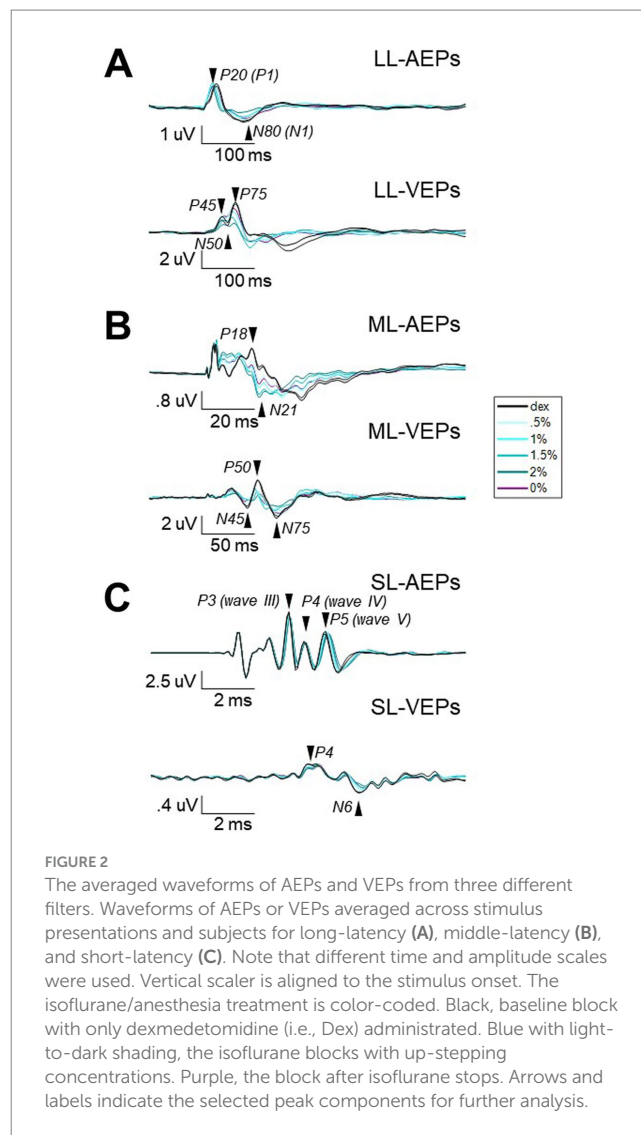 A
LL-AEPs
P20 (P1)
N80 (N1)
1 uV
100 ms
LL-VEPs
P45
P75
N50
2 uV
100 ms
B
ML-AEPs
P18
N21
.8 uV
20 ms
ML-VEPs
P50
N45
N75
2 uV
50 ms
dex
.5%
1%
1.5%
2%
0%
C
SL-AEPs
P3 (wave III)
P4 (wave IV)
P5 (wave V)
2.5 uV
2 ms
SL-VEPs
P4
N6
.4 uV
2 ms
FIGURE 2
The averaged waveforms of AEPs and VEPs from three different
filters. Waveforms of AEPs or VEPs averaged across stimulus
presentations and subjects for long-latency (A), middle-latency (B),
and short-latency (C). Note that different time and amplitude scales
were used. Vertical scaler is aligned to the stimulus onset. The
isoflurane/anesthesia treatment is color-coded. Black, baseline block
with only dexmedetomidine (i.e., Dex) administrated. Blue with light-
to-dark shading, the isoflurane blocks with up-stepping
concentrations. Purple, the block after isoflurane stops. Arrows and
labels indicate the selected peak components for further analysis.